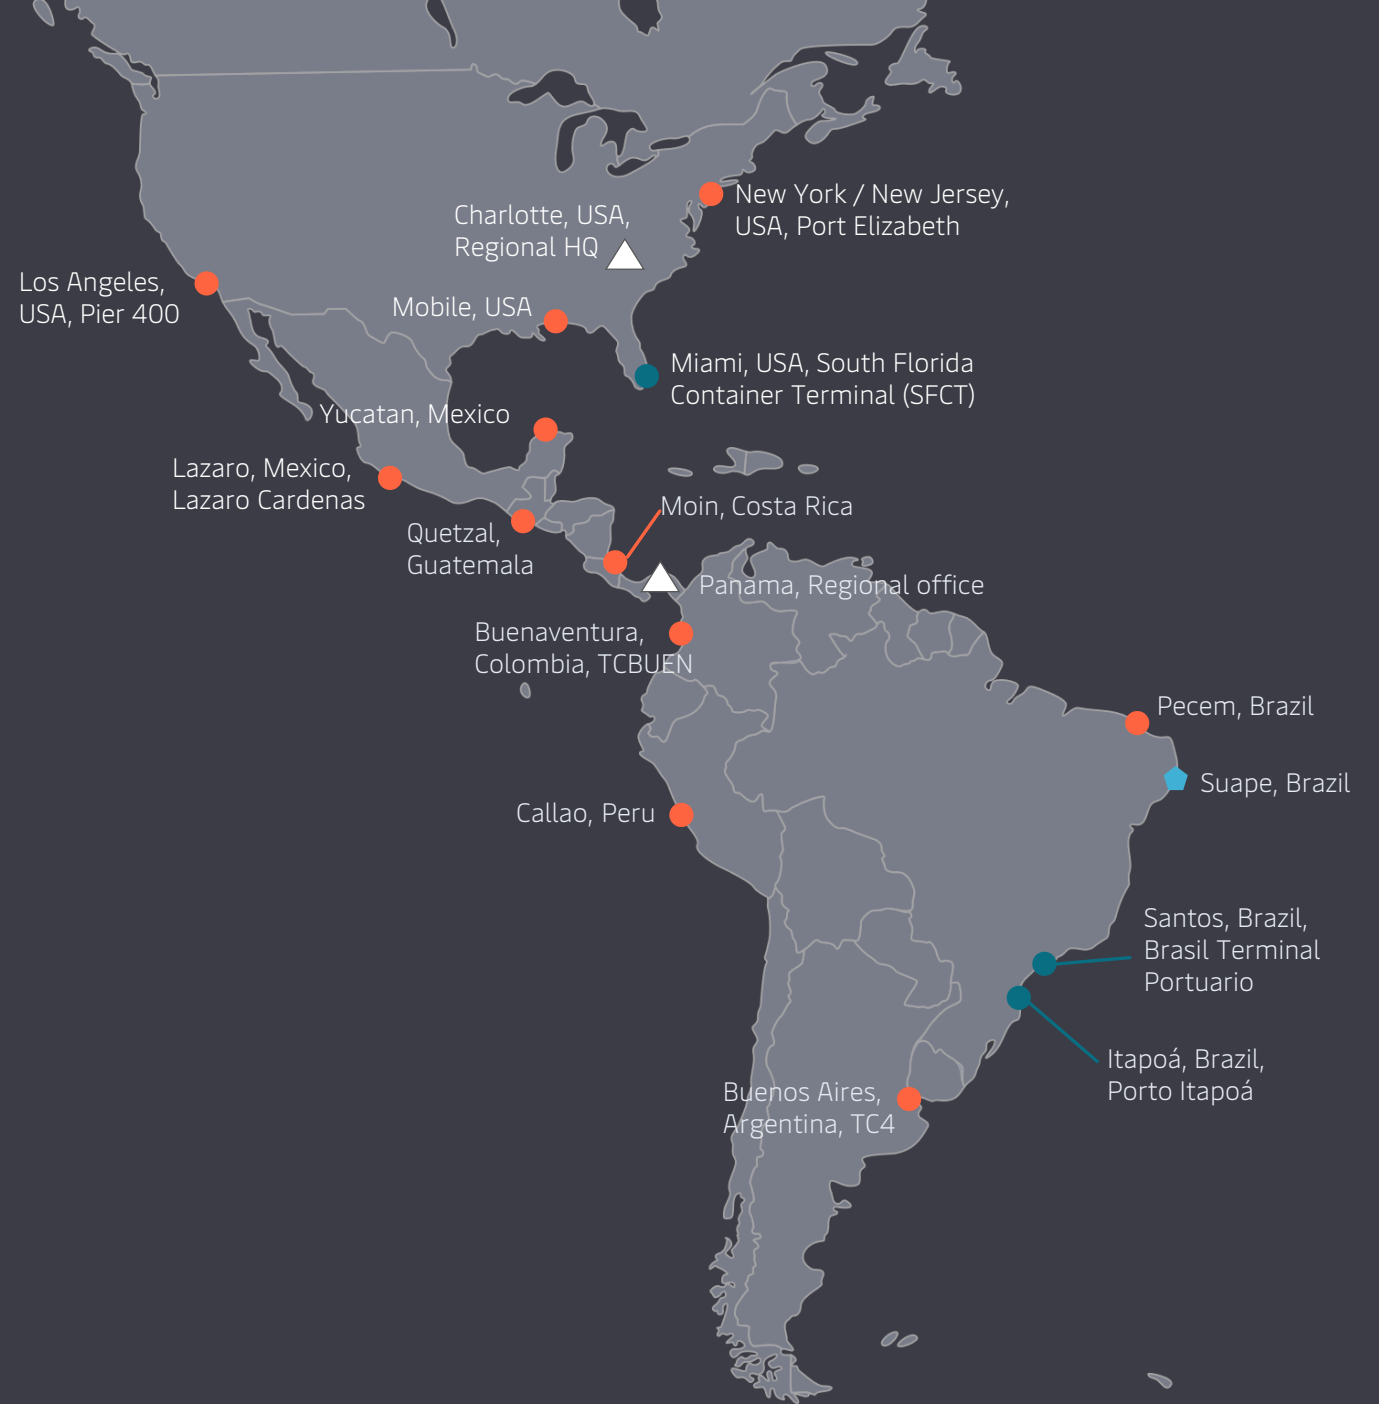 New York / New Jersey,
USA, Port Elizabeth
Charlotte, USA,
Regional HQ
Los Angeles,
USA, Pier 400
Mobile, USA
Miami, USA, South Florida
Container Terminal (SFCT)
Yucatan, Mexico
Lazaro, Mexico,
Lazaro Cardenas
Moin, Costa Rica
Quetzal,
Guatemala
Panama, Regional office
Buenaventura,
Colombia, TCBUEN
Pecem, Brazil
Suape, Brazil
Callao, Peru
Santos, Brazil,
Brasil Terminal
Portuario
Itapoá, Brazil,
Porto Itapoá
Buenos Aires,
Argentina, TC4